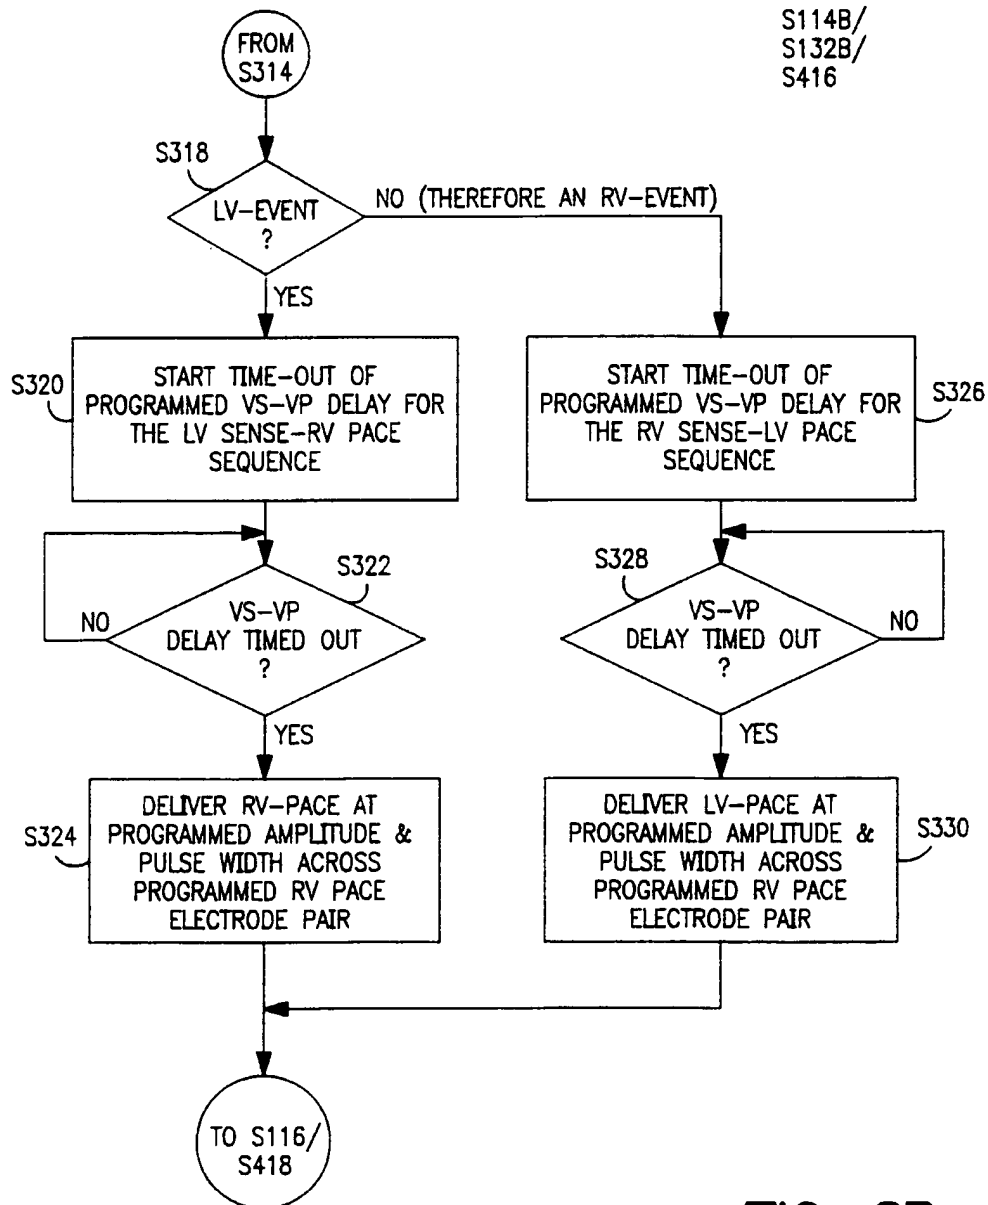 S114B/
S132B/
S416
FROM
S314
S318
LV-EVENT
?
NO (THEREFORE AN RV-EVENT)
YES
S320
START TIME-OUT OF
PROGRAMMED VS-VP DELAY FOR
THE LV SENSE-RV PACE
SEQUENCE
START TIME-OUT OF
PROGRAMMED VS-VP DELAY FOR
THE RV SENSE-LV PACE
SEQUENCE
S326
S322
VS-VP
DELAY TIMED OUT
?
NO
YES
S328
VS-VP
DELAY TIMED OUT
?
NO
YES
S324
DELIVER RV-PACE AT
PROGRAMMED AMPLITUDE &
PULSE WIDTH ACROSS
PROGRAMMED RV PACE
ELECTRODE PAIR
DELIVER LV-PACE AT
PROGRAMMED AMPLITUDE &
PULSE WIDTH ACROSS
PROGRAMMED RV PACE
ELECTRODE PAIR
S330
TO S116/
S418